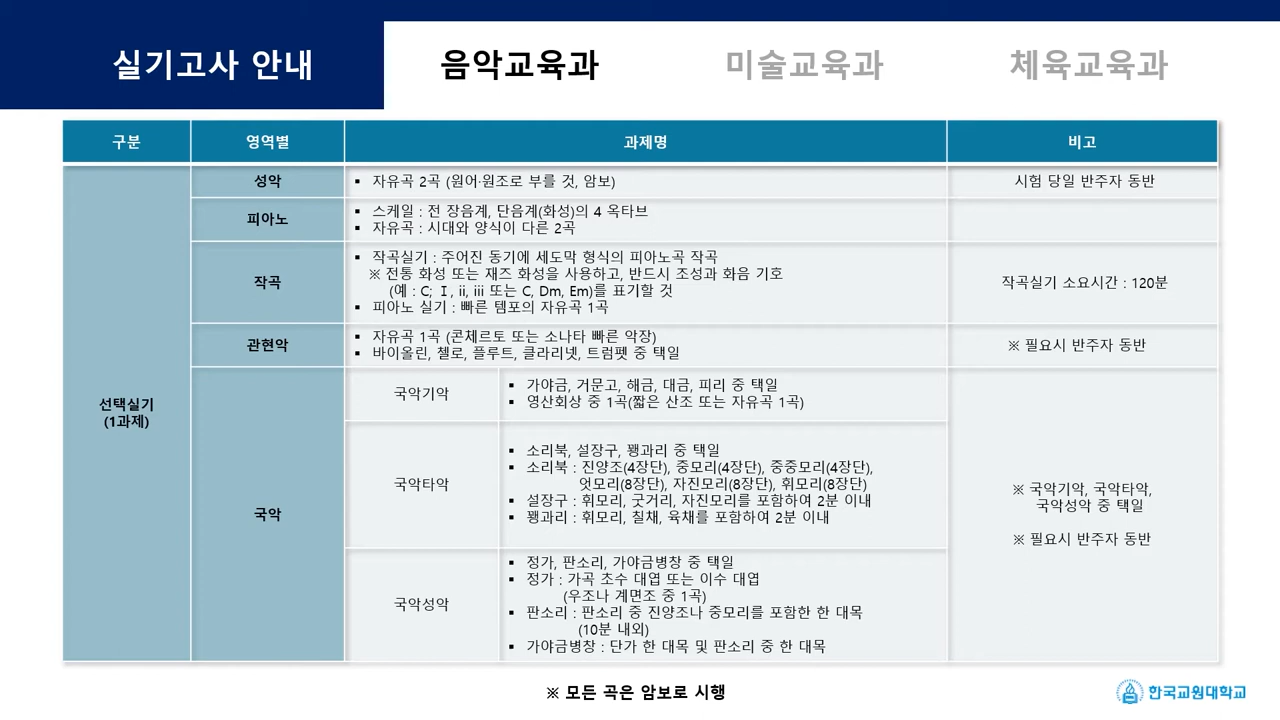 실기고사 안내
음악교육과
미술교육과
체육교육과
구분
영역별
과제명
비고
선택실기
(1과제)
성악
▪ 자유곡 2곡 (원어·원조로 부를 것, 암보)
시험 당일 반주자 동반
피아노
▪ 스케일 : 전 장음계, 단음계(화성)의 4 옥타브
▪ 자유곡 : 시대와 양식이 다른 2곡
작곡
▪ 작곡실기 : 주어진 동기에 세도막 형식의 피아노곡 작곡
※ 전통 화성 또는 재즈 화성을 사용하고, 반드시 조성과 화음 기호
(예 : C; Ⅰ, ii, iii 또는 C, Dm, Em)를 표기할 것
▪ 피아노 실기 : 빠른 템포의 자유곡 1곡
작곡실기 소요시간 : 120분
관현악
▪ 자유곡 1곡 (콘체르토 또는 소나타 빠른 악장)
▪ 바이올린, 첼로, 플루트, 클라리넷, 트럼펫 중 택일
※ 필요시 반주자 동반
국악
국악기악
▪ 가야금, 거문고, 해금, 대금, 피리 중 택일
▪ 영산회상 중 1곡(짧은 산조 또는 자유곡 1곡)
국악타악
▪ 소리북, 설장구, 꽹과리 중 택일
▪ 소리북 : 진양조(4장단), 중모리(4장단), 중중모리(4장단),
엇모리(8장단), 자진모리(8장단), 휘모리(8장단)
▪ 설장구 : 휘모리, 굿거리, 자진모리를 포함하여 2분 이내
▪ 꽹과리 : 휘모리, 칠채, 육채를 포함하여 2분 이내
국악성악
▪ 정가, 판소리, 가야금병창 중 택일
▪ 정가 : 가곡 초수 대엽 또는 이수 대엽
(우조나 계면조 중 1곡)
▪ 판소리 : 판소리 중 진양조나 중모리를 포함한 한 대목
(10분 내외)
▪ 가야금병창 : 단가 한 대목 및 판소리 중 한 대목
※ 국악기악, 국악타악,
국악성악 중 택일
※ 필요시 반주자 동반
※ 모든 곡은 암보로 시행
한국교원대학교